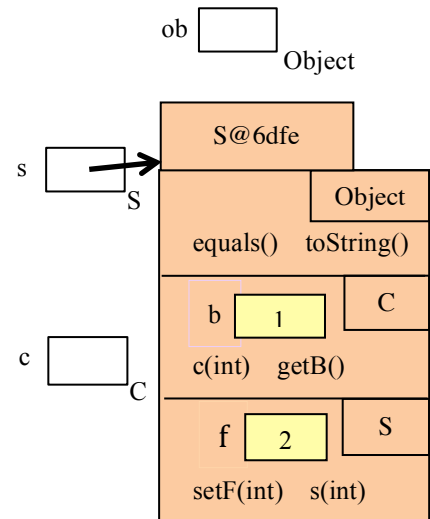 ob
Object
S@6dfe
s
S
Object
equals() toString()
b 1 C
c(int) getB()
c
C
f 2 S
setF(int) s(int)